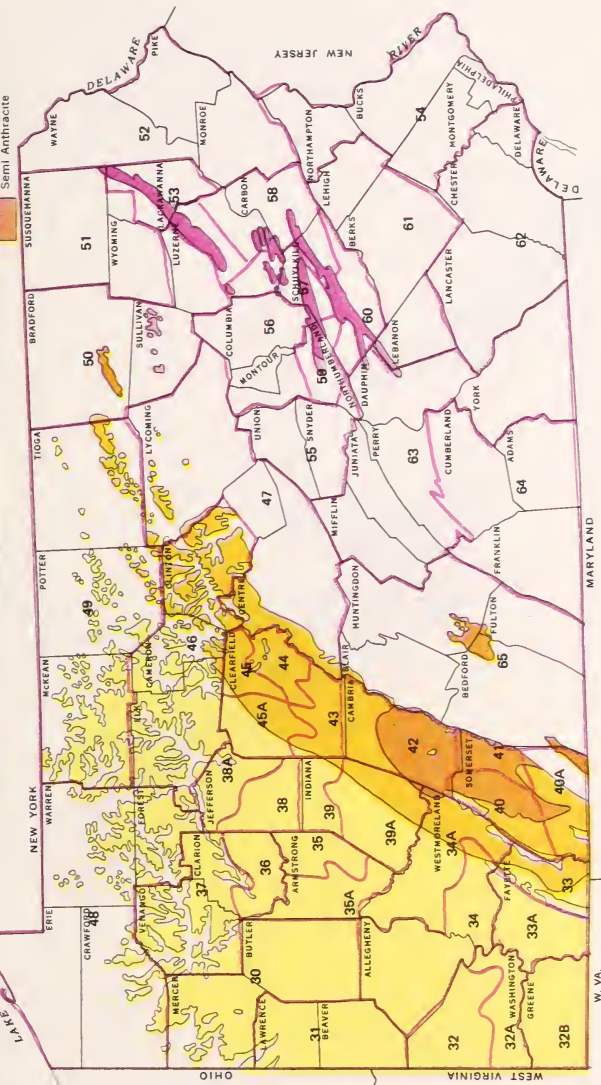 Semi Anthracite
LAKE
NEW YORK
ERIE
48
CRAWFORD
WARREN
MCKEAN
POTTER
49
TIOGA
BRADFORD
50
SUSQUEHANNA
51
WAYNE
52
PIKE
DELAWARE
RIVER
NEW JERSEY
WYOMING
LACKAWANNA
53
LUZERNE
SULLIVAN
MONROE
MERCER
VENANGO
FOREST
ELK
CAMERON
46
CLINTON
LYCOMING
COLUMBIA
MONTOUR
56
CARBON
58
NORTHAMPTON
LEHIGH
BUCKS
OHIO
LAWRENCE
30
BUTLER
37
CLARION
36
38A
JEFFERSON
38
45A
CLEARFIELD
45
44
CENTRE
47
UNION
55
SNYDER
NORTHUMBERLAND
59
SCHUYLKILL
57
BERKS
54
MONTGOMERY
PHILADELPHIA
31
BEAVER
ALLEGHENY
ARMSTRONG
35
35A
INDIANA
39
39A
43
CAMBRIA
BLAIR
HUNTINGDON
MIFFLIN
JUNIATA
PERRY
DAUPHIN
60
LEBANON
61
CHESTER
DELAWARE
DELAWARE
32
WASHINGTON
32A
34
WESTMORELAND
34A
42
SOMERSET
41
BEDFORD
65
FULTON
FRANKLIN
63
CUMBERLAND
ADAMS
64
YORK
LANCASTER
62
GREENE
32B
FAYETTE
33A
33
40
40A
WEST VIRGINIA
W. VA.
MARYLAND